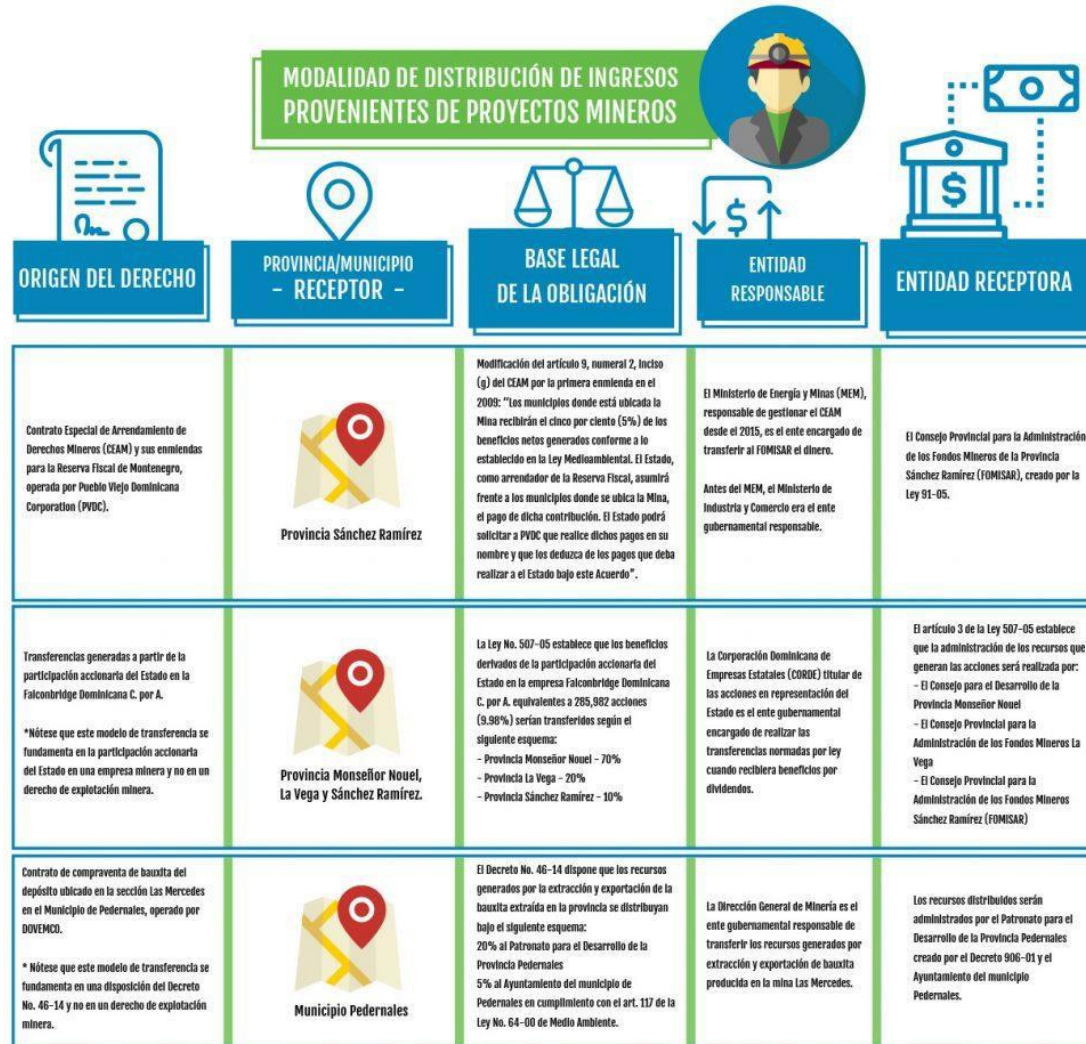 MODALIDAD DE DISTRIBUCIÓN DE INGRESOS
PROVENIENTES DE PROYECTOS MINEROS
ORIGEN DEL DERECHO
PROVINCIA/MUNICIPIO
- RECEPTOR -
BASE LEGAL
DE LA OBLIGACIÓN
ENTIDAD
RESPONSABLE
ENTIDAD RECEPTORA
$
$
Contrato Especial de Arrendamiento de
Derechos Mineros (CEAM) y sus enmiendas
para la Reserva Fiscal de Montenegro,
operada por Pueblo Viejo Dominicana
Corporation (PVDC).
Provincia Sánchez Ramírez
Modificación del artículo 9, numeral 2, inciso
(g) del CEAM por la primera enmienda en el
2009: "Los municipios donde está ubicada la
Mina recibirán el cinco por ciento (5%) de los
beneficios netos generados conforme a lo
establecido en la Ley Medioambiental. El Estado,
como arrendador de la Reserva Fiscal, asumirá
frente a los municipios donde se ubica la Mina,
el pago de dicha contribución. El Estado podrá
solicitar a PVDC que realice dichos pagos en su
nombre y que los deduzca de los pagos que deba
realizar a el Estado bajo este Acuerdo".
El Ministerio de Energía y Minas (MEM),
responsable de gestionar el CEAM
desde el 2015, es el ente encargado de
transferir al FOMISAR el dinero.
Antes del MEM, el Ministerio de
Industria y Comercio era el ente
gubernamental responsable.
El Consejo Provincial para la Administración
de los Fondos Mineros de la Provincia
Sánchez Ramírez (FOMISAR), creado por la
Ley 91-05.
Transferencias generadas a partir de la
participación accionaria del Estado en la
Falconbridge Dominicana C. por A.
*Nótese que este modelo de transferencia se
fundamenta en la participación accionaria
del Estado en una empresa minera y no en un
derecho de explotación minera.
Provincia Monseñor Nouel,
La Vega y Sánchez Ramírez.
La Ley No. 507-05 establece que los beneficios
derivados de la participación accionaria del
Estado en la empresa Falconbridge Dominicana
C. por A. equivalentes a 285,982 acciones
(9.98%) serían transferidos según el
siguiente esquema:
- Provincia Monseñor Nouel - 70%
- Provincia La Vega - 20%
- Provincia Sánchez Ramírez - 10%
La Corporación Dominicana de
Empresas Estatales (CORDE) titular de
las acciones en representación del
Estado es el ente gubernamental
encargado de realizar las
transferencias normadas por ley
cuando recibiera beneficios por
dividendos.
El artículo 3 de la Ley 507-05 establece
que la administración de los recursos que
generan las acciones será realizada por:
- El Consejo para el Desarrollo de la
Provincia Monseñor Nouel
- El Consejo Provincial para la
Administración de los Fondos Mineros La
Vega
- El Consejo Provincial para la
Administración de los Fondos Mineros
Sánchez Ramírez (FOMISAR)
Contrato de compraventa de bauxita del
depósito ubicado en la sección Las Mercedes
en el Municipio de Pedernales, operado por
DOVEMCO.
* Nótese que este modelo de transferencia se
fundamenta en una disposición del Decreto
No. 46-14 y no en un derecho de explotación
minera.
Municipio Pedernales
El Decreto No. 46-14 dispone que los recursos
generados por la extracción y exportación de la
bauxita extraída en la provincia se distribuyan
bajo el siguiente esquema:
20% al Patronato para el Desarrollo de la
Provincia Pedernales
5% al Ayuntamiento del municipio de
Pedernales en cumplimiento con el art. 117 de la
Ley No. 64-00 de Medio Ambiente.
La Dirección General de Minería es el
ente gubernamental responsable de
transferir los recursos generados por
extracción y exportación de bauxita
producida en la mina Las Mercedes.
Los recursos distribuidos serán
administrados por el Patronato para el
Desarrollo de la Provincia Pedernales
creado por el Decreto 906-01 y el
Ayuntamiento del municipio
Pedernales.